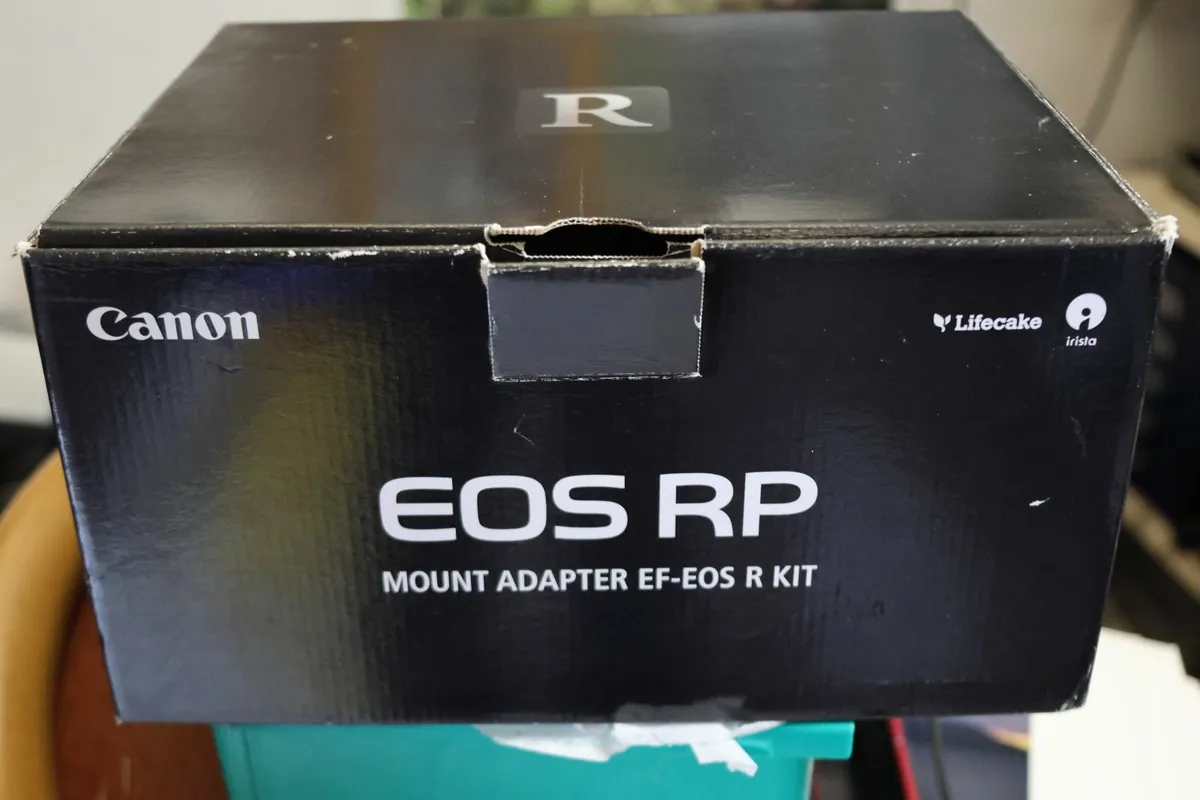 R
Canon
Lifecake
irista
EOS RP
MOUNT ADAPTER EF-EOS R KIT